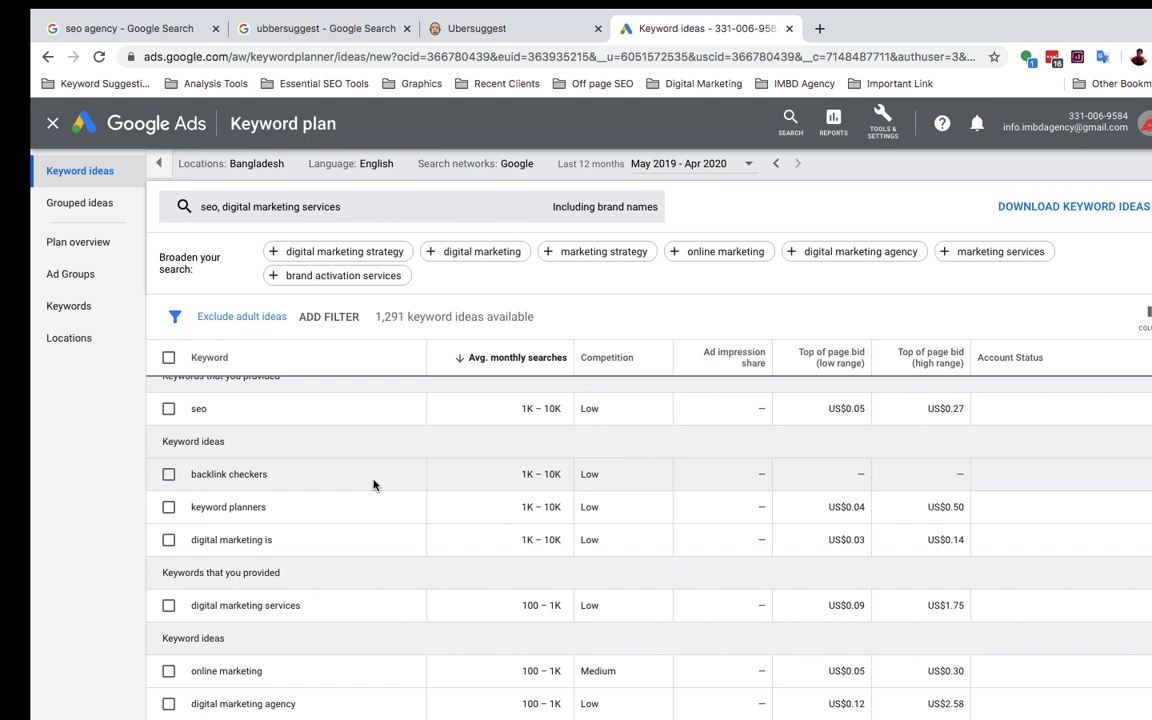 seo agency - Google Search
ubbersuggest - Google Search
Ubersuggest
Keyword ideas - 331-006-958
ads.google.com/aw/keywordplanner/ideas/new?ocid=366780439&euid=363935215&__u=6051572535&uscid=366780439&__c=7148487711&authuser=3&...
1
16
Keyword Suggesti...
Analysis Tools
Essential SEO Tools
Graphics
Recent Clients
Off page SEO
Digital Marketing
IMBD Agency
Important Link
Other Bookm
Google Ads
Keyword plan
SEARCH
REPORTS
TOOLS &
SETTINGS
331-006-9584
info.imbdagency@gmail.com
Keyword ideas
Grouped ideas
Plan overview
Ad Groups
Keywords
Locations
Locations: Bangladesh
Language: English
Search networks: Google
Last 12 months
May 2019 - Apr 2020
seo, digital marketing services
Including brand names
DOWNLOAD KEYWORD IDEAS
Broaden your
search:
digital marketing strategy
digital marketing
marketing strategy
online marketing
digital marketing agency
marketing services
brand activation services
Exclude adult ideas
ADD FILTER
1,291 keyword ideas available
COLU
Keyword
Avg. monthly searches
Competition
Ad impression
share
Top of page bid
(low range)
Top of page bid
(high range)
Account Status
Keywords that you provided
seo 1K – 10K Low – US$0.05 US$0.27
Keyword ideas
backlink checkers 1K – 10K Low – – –
keyword planners 1K – 10K Low – US$0.04 US$0.50
digital marketing is 1K – 10K Low – US$0.03 US$0.14
Keywords that you provided
digital marketing services 100 – 1K Low – US$0.09 US$1.75
Keyword ideas
online marketing 100 – 1K Medium – US$0.05 US$0.30
digital marketing agency 100 – 1K Low – US$0.12 US$2.58